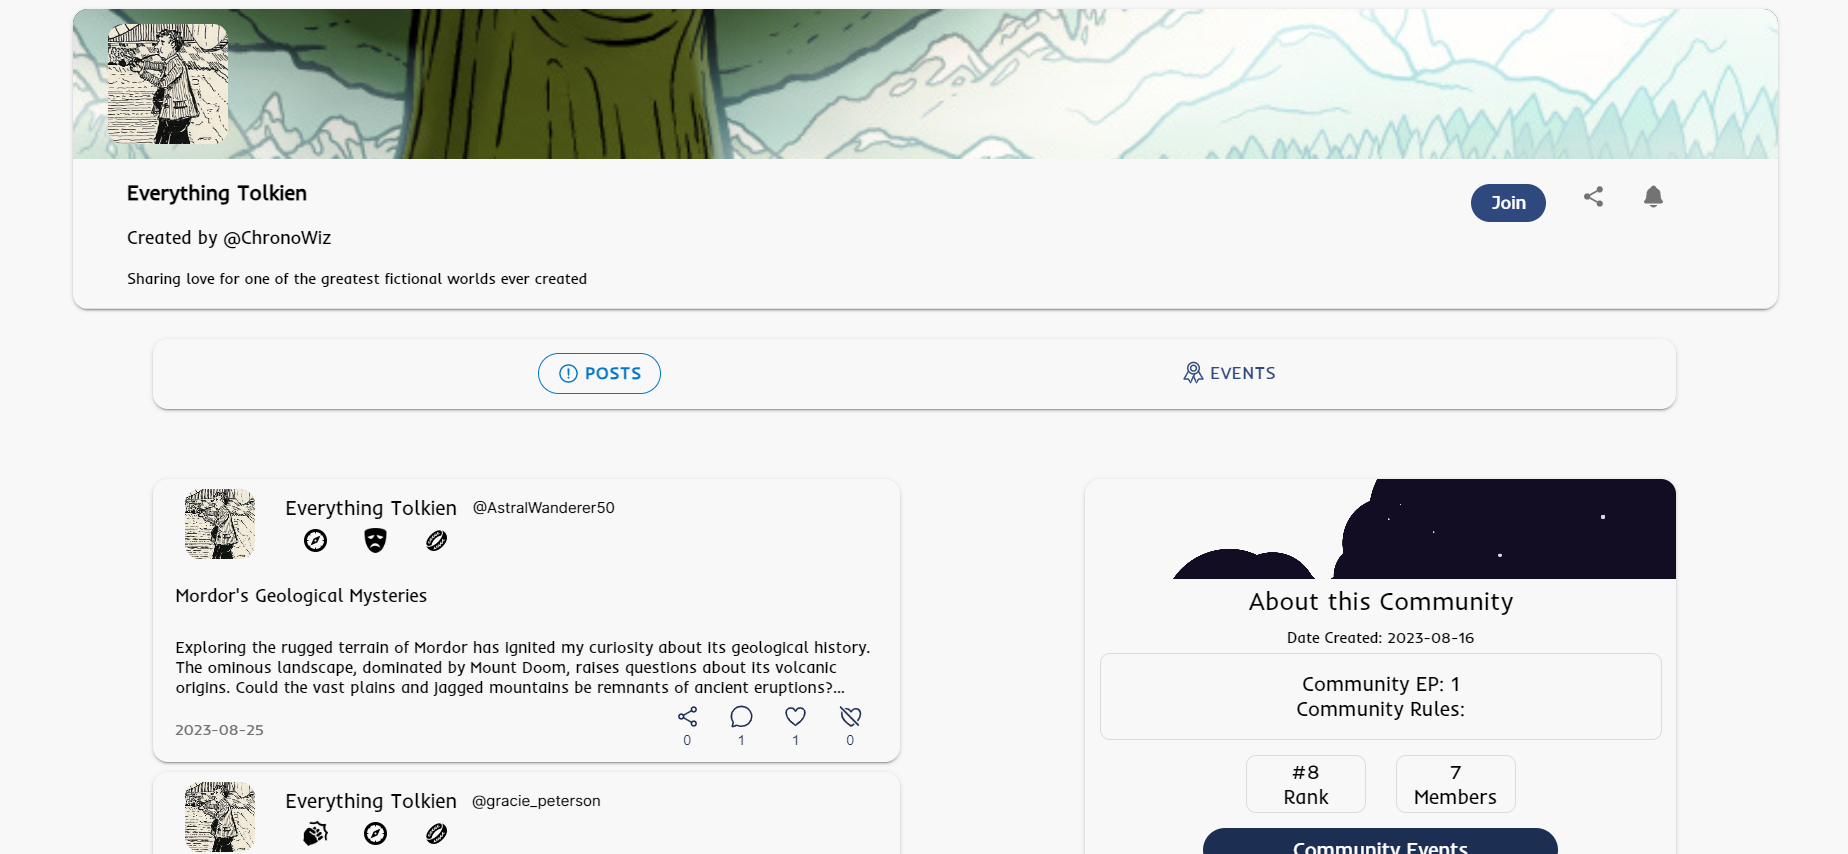 Everything Tolkien
Join
Created by @ChronoWiz
Sharing love for one of the greatest fictional worlds ever created
POSTS
EVENTS
Everything Tolkien @AstralWanderer50
Mordor's Geological Mysteries
Exploring the rugged terrain of Mordor has ignited my curiosity about its geological history.
The ominous landscape, dominated by Mount Doom, raises questions about its volcanic
origins. Could the vast plains and jagged mountains be remnants of ancient eruptions?...
2023-08-25
0 1 1 0
Everything Tolkien @gracie_peterson
About this Community
Date Created: 2023-08-16
Community EP: 1
Community Rules:
#8
Rank
7
Members
Community Events